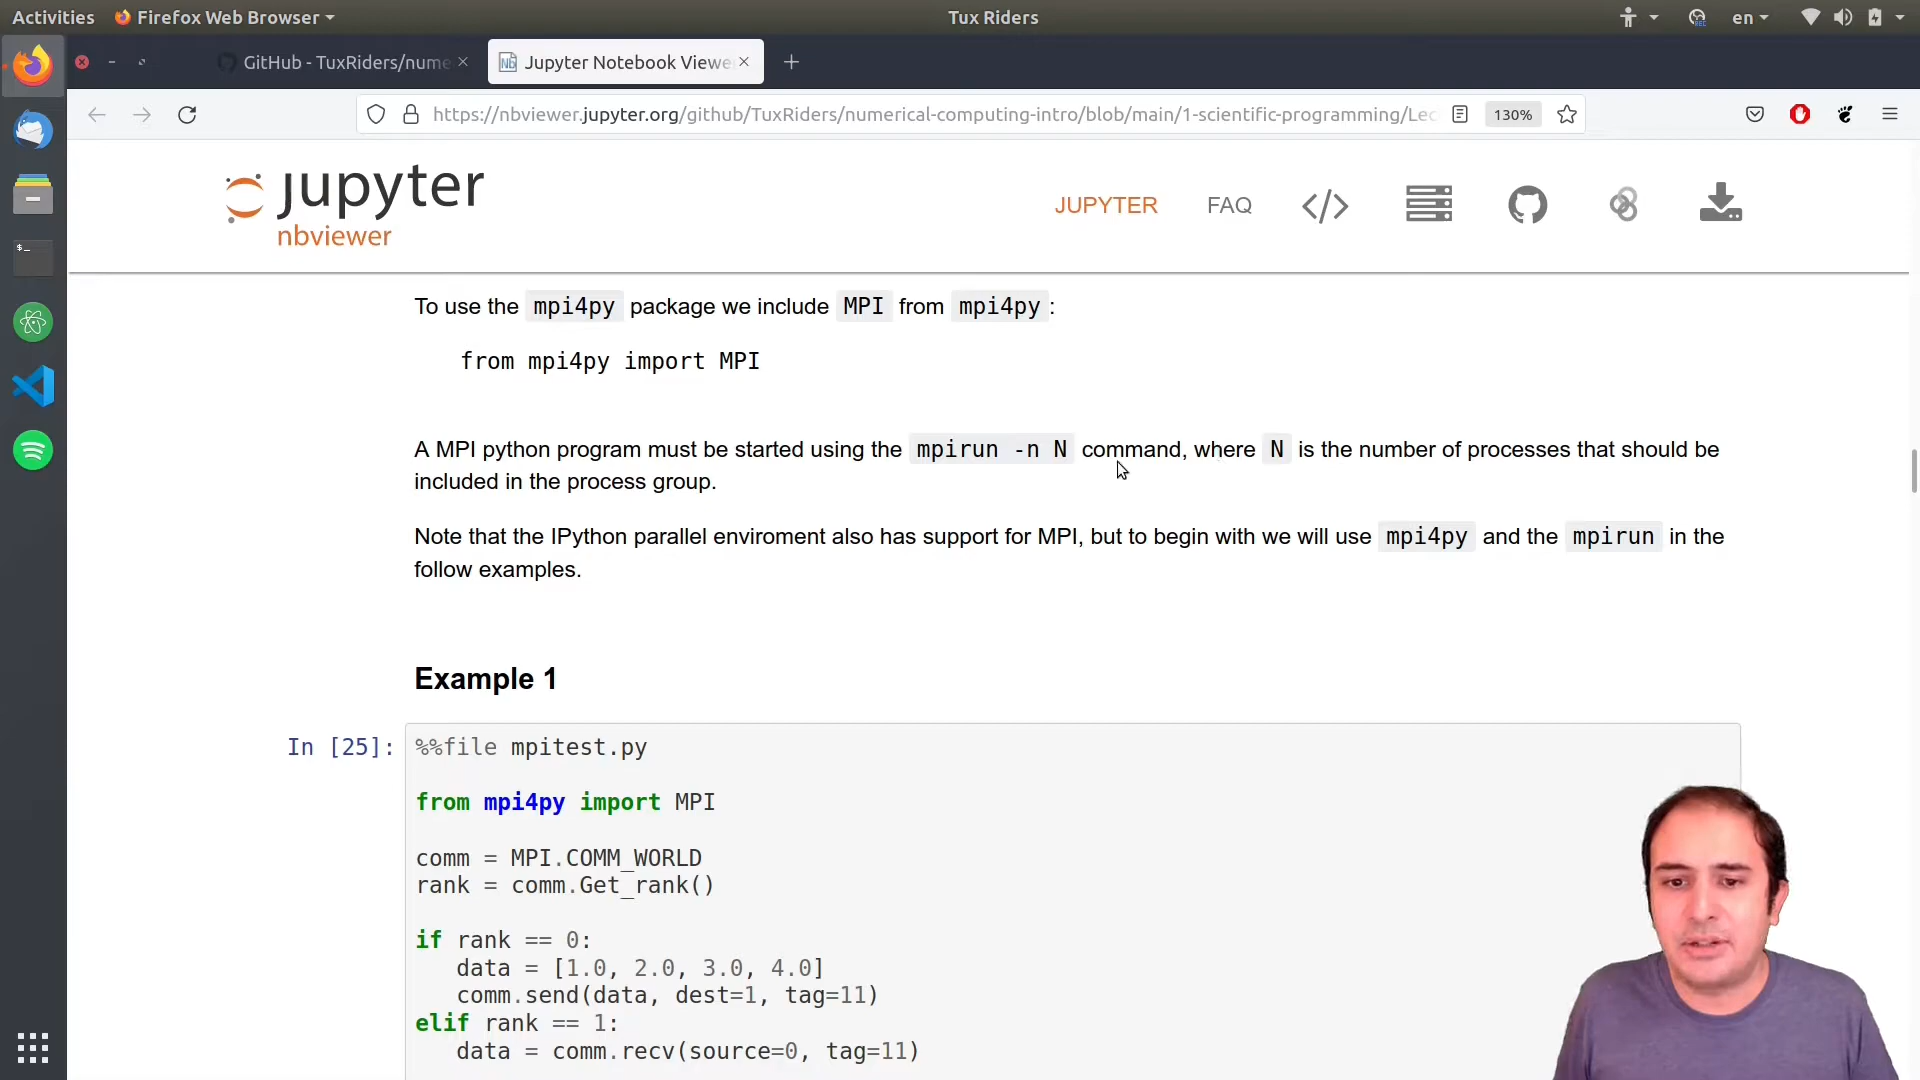 Activities Firefox Web Browser Tux Riders en
GitHub - TuxRiders/nume Jupyter Notebook Viewe
https://nbviewer.jupyter.org/github/TuxRiders/numerical-computing-intro/blob/main/1-scientific-programming/Lec 130%
jupyter
nbviewer
JUPYTER FAQ </>
To use the mpi4py package we include MPI from mpi4py:
from mpi4py import MPI
A MPI python program must be started using the mpirun -n N command, where N is the number of processes that should be
included in the process group.
Note that the IPython parallel enviroment also has support for MPI, but to begin with we will use mpi4py and the mpirun in the
follow examples.
Example 1
In [25]: %%file mpitest.py
from mpi4py import MPI
comm = MPI.COMM_WORLD
rank = comm.Get_rank()
if rank == 0:
data = [1.0, 2.0, 3.0, 4.0]
comm.send(data, dest=1, tag=11)
elif rank == 1:
data = comm.recv(source=0, tag=11)